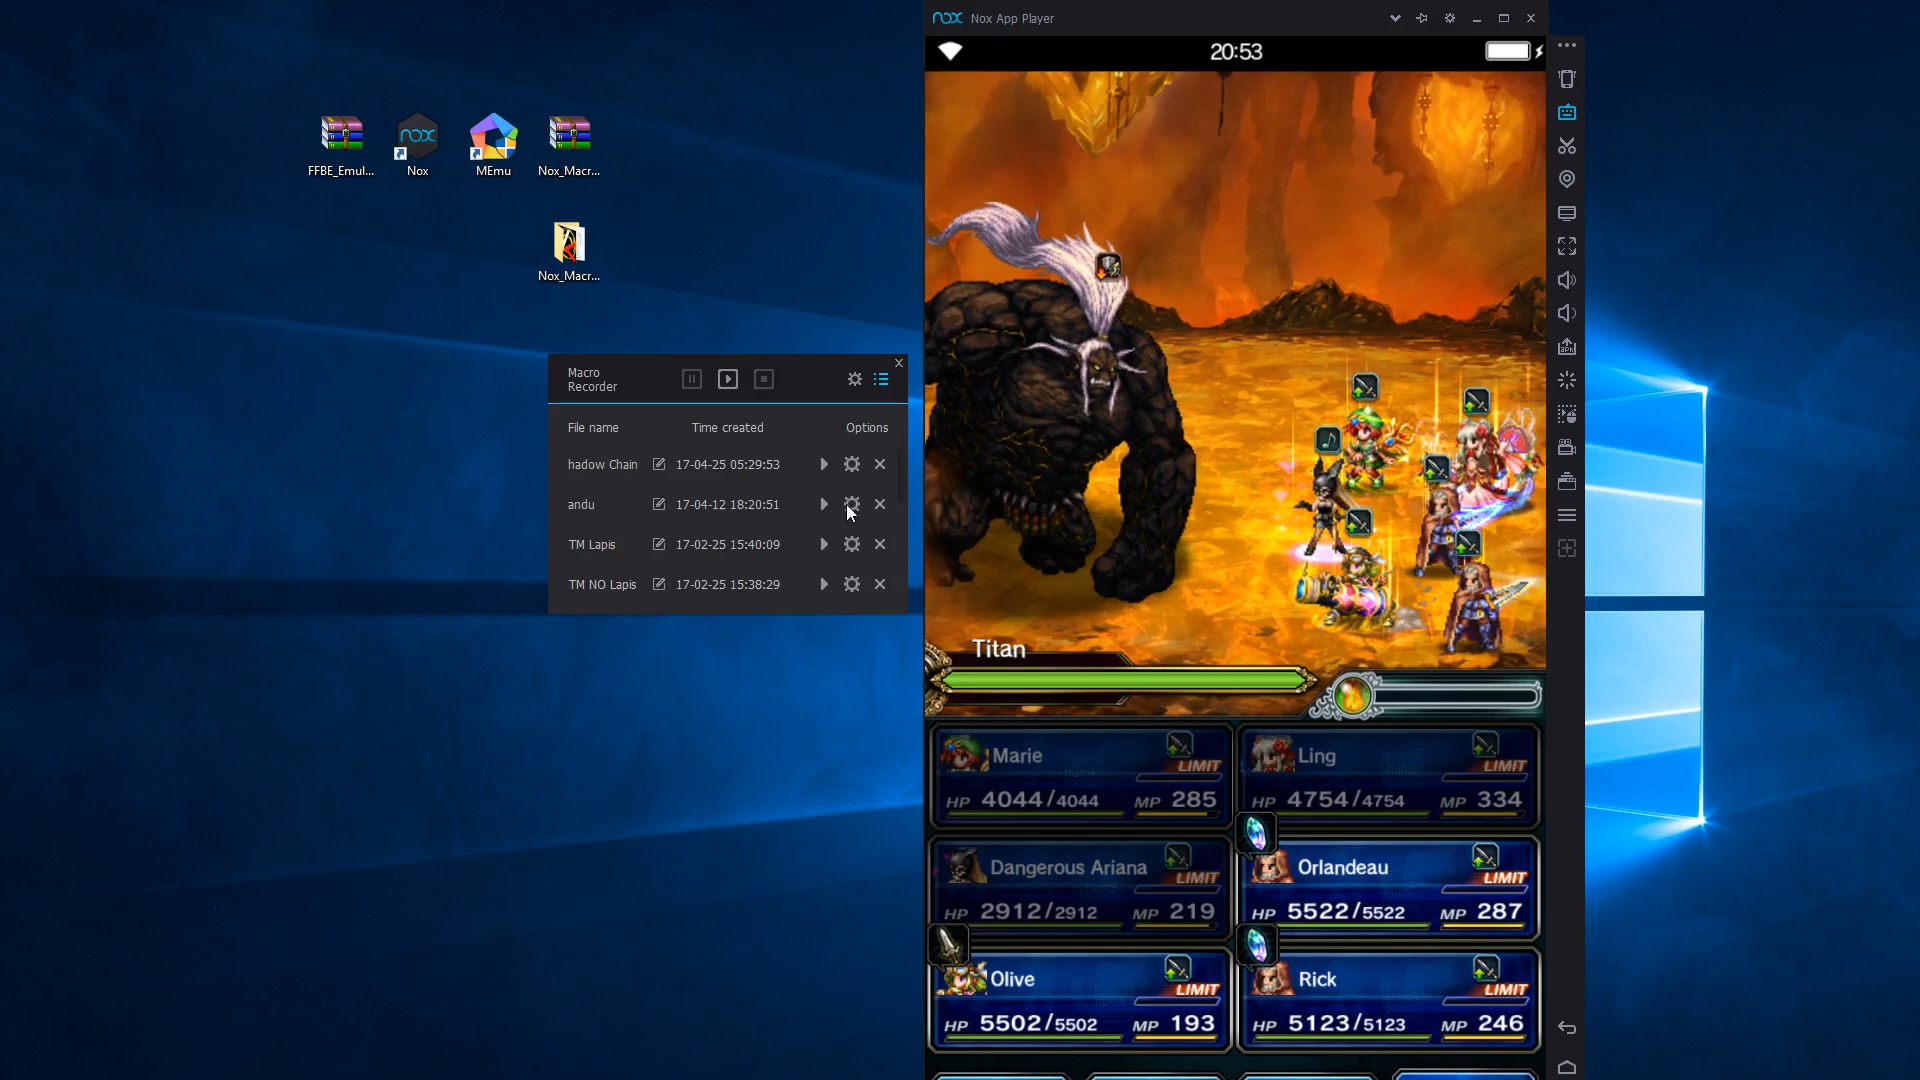 nox Nox App Player
20:53
FFBE_Emul...
Nox
MEmu
Nox_Macr...
nox
Nox_Macr...
Macro
Recorder
File name Time created Options
hadow Chain 17-04-25 05:29:53
andu 17-04-12 18:20:51
TM Lapis 17-02-25 15:40:09
TM NO Lapis 17-02-25 15:38:29
Titan
Marie
LIMIT
HP 4044/4044 MP 285
Ling
LIMIT
HP 4754/4754 MP 334
Dangerous Ariana
LIMIT
HP 2912/2912 MP 219
Orlandeau
LIMIT
HP 5522/5522 MP 287
Olive
LIMIT
HP 5502/5502 MP 193
Rick
LIMIT
HP 5123/5123 MP 246